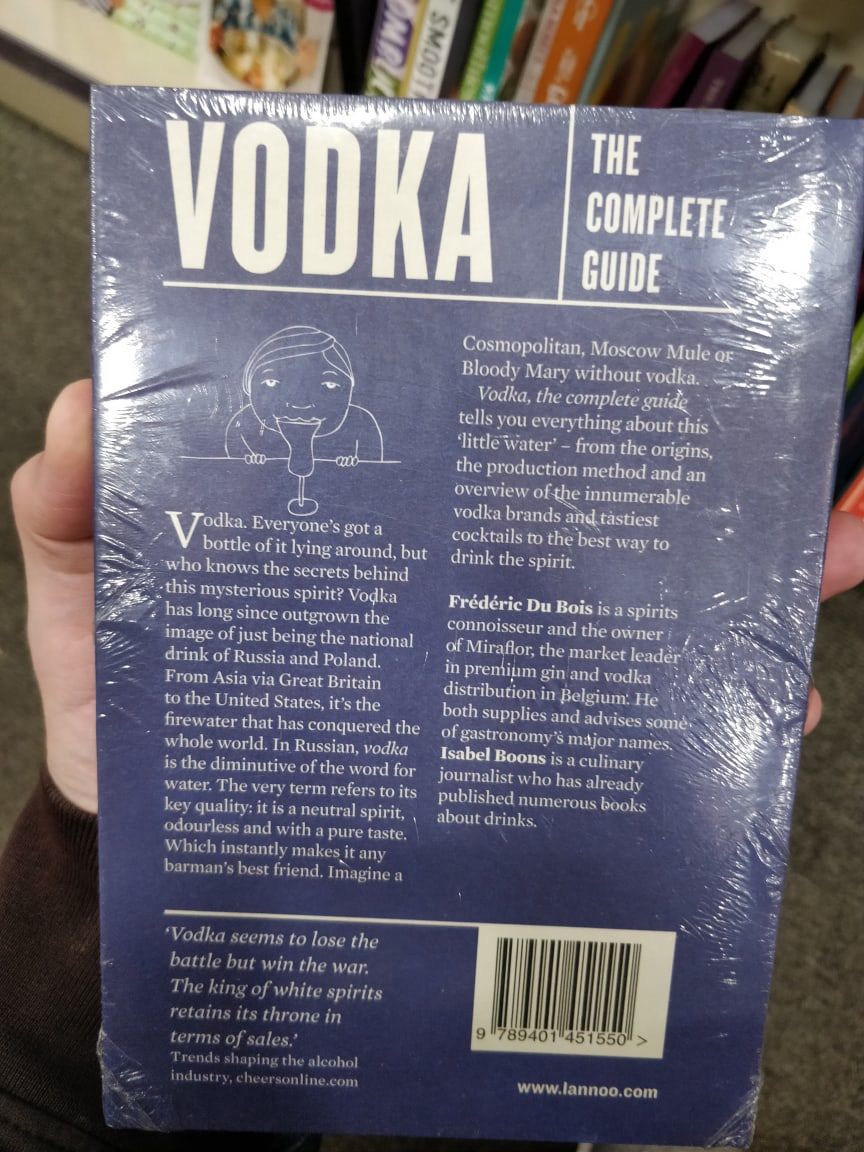 VODKA
THE
COMPLETE
GUIDE
Vodka. Everyone's got a
bottle of it lying around, but
who knows the secrets behind
this mysterious spirit? Vodka
has long since outgrown the
image of just being the national
drink of Russia and Poland.
From Asia via Great Britain
to the United States, it's the
firewater that has conquered the
whole world. In Russian, vodka
is the diminutive of the word for
water. The very term refers to its
key quality: it is a neutral spirit,
odourless and with a pure taste.
Which instantly makes it any
barman's best friend. Imagine a
Cosmopolitan, Moscow Mule or
Bloody Mary without vodka.
Vodka, the complete guide
tells you everything about this
'little water' – from the origins,
the production method and an
overview of the innumerable
vodka brands and tastiest
cocktails to the best way to
drink the spirit.
Frédéric Du Bois is a spirits
connoisseur and the owner
of Miraflor, the market leader
in premium gin and vodka
distribution in Belgium. He
both supplies and advises some
of gastronomy's major names.
Isabel Boons is a culinary
journalist who has already
published numerous books
about drinks.
'Vodka seems to lose the
battle but win the war.
The king of white spirits
retains its throne in
terms of sales.'
Trends shaping the alcohol
industry, cheersonline.com
9 789401 451550 >
www.lannoo.com